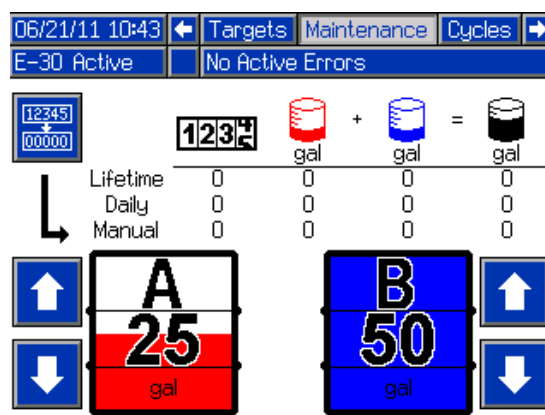 06/21/11 10:43 Targets Maintenance Cycles
E-30 Active No Active Errors
12345
00000
1234 + =
gal gal gal
Lifetime 0 0 0 0
Daily 0 0 0 0
Manual 0 0 0 0
A B
25 50
gal gal